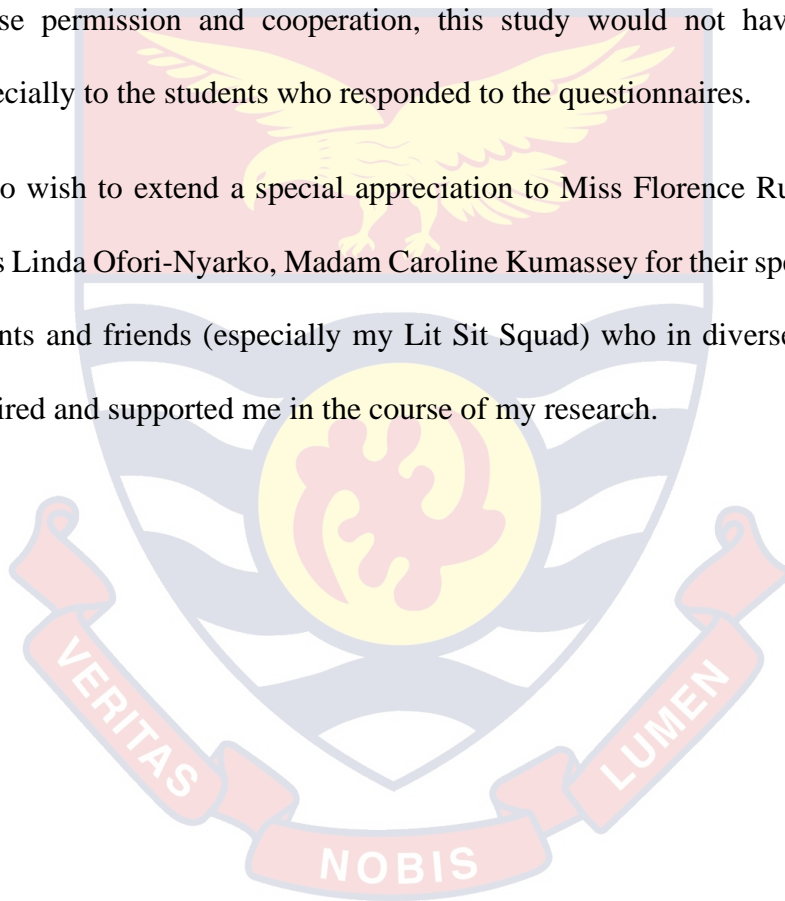 se permission and cooperation, this study would not hav
ecially to the students who responded to the questionnaires.
o wish to extend a special appreciation to Miss Florence Ru
s Linda Ofori-Nyarko, Madam Caroline Kumassey for their spe
nts and friends (especially my Lit Sit Squad) who in diverse
ired and supported me in the course of my research.
VERITAS
NOBIS
LUMEN